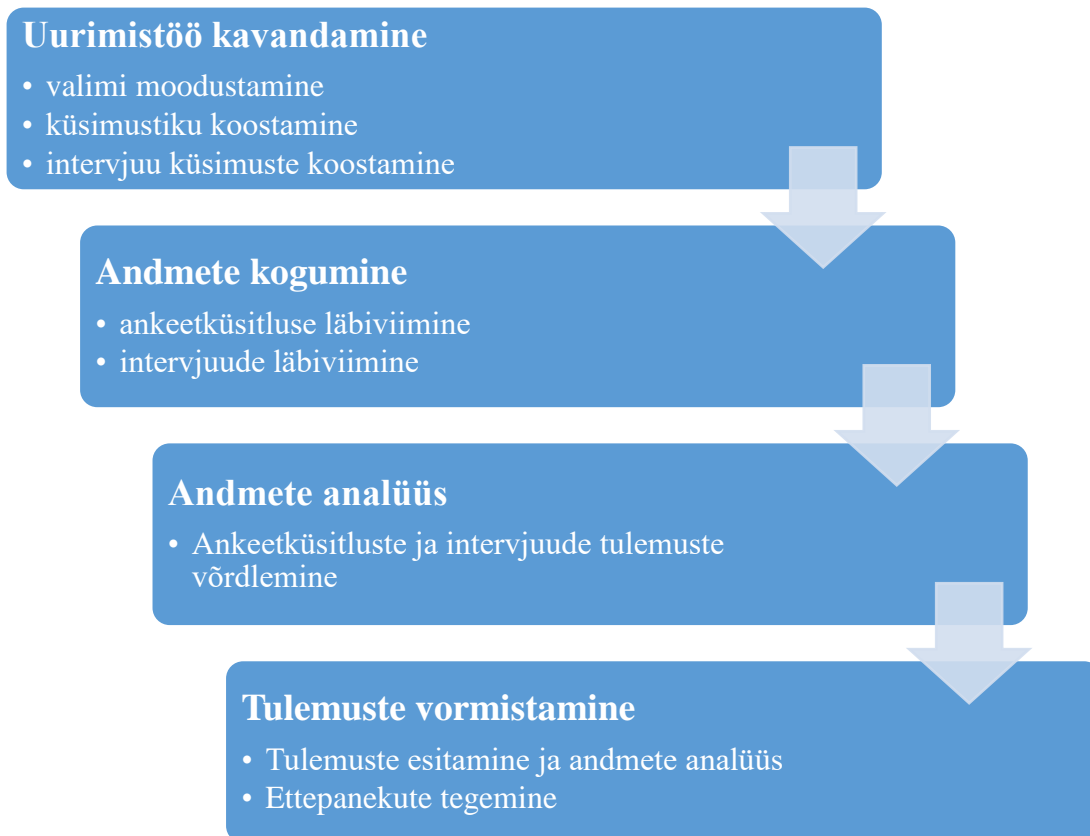 Uurimistöö kavandamine
• valimi moodustamine
• küsimustiku koostamine
• intervjuu küsimuste koostamine
Andmete kogumine
• ankeetküsitluse läbiviimine
• intervjuude läbiviimine
Andmete analüüs
• Ankeetküsitluste ja intervjuude tulemuste
võrdlemine
Tulemuste vormistamine
• Tulemuste esitamine ja andmete analüüs
• Ettepanekute tegemine